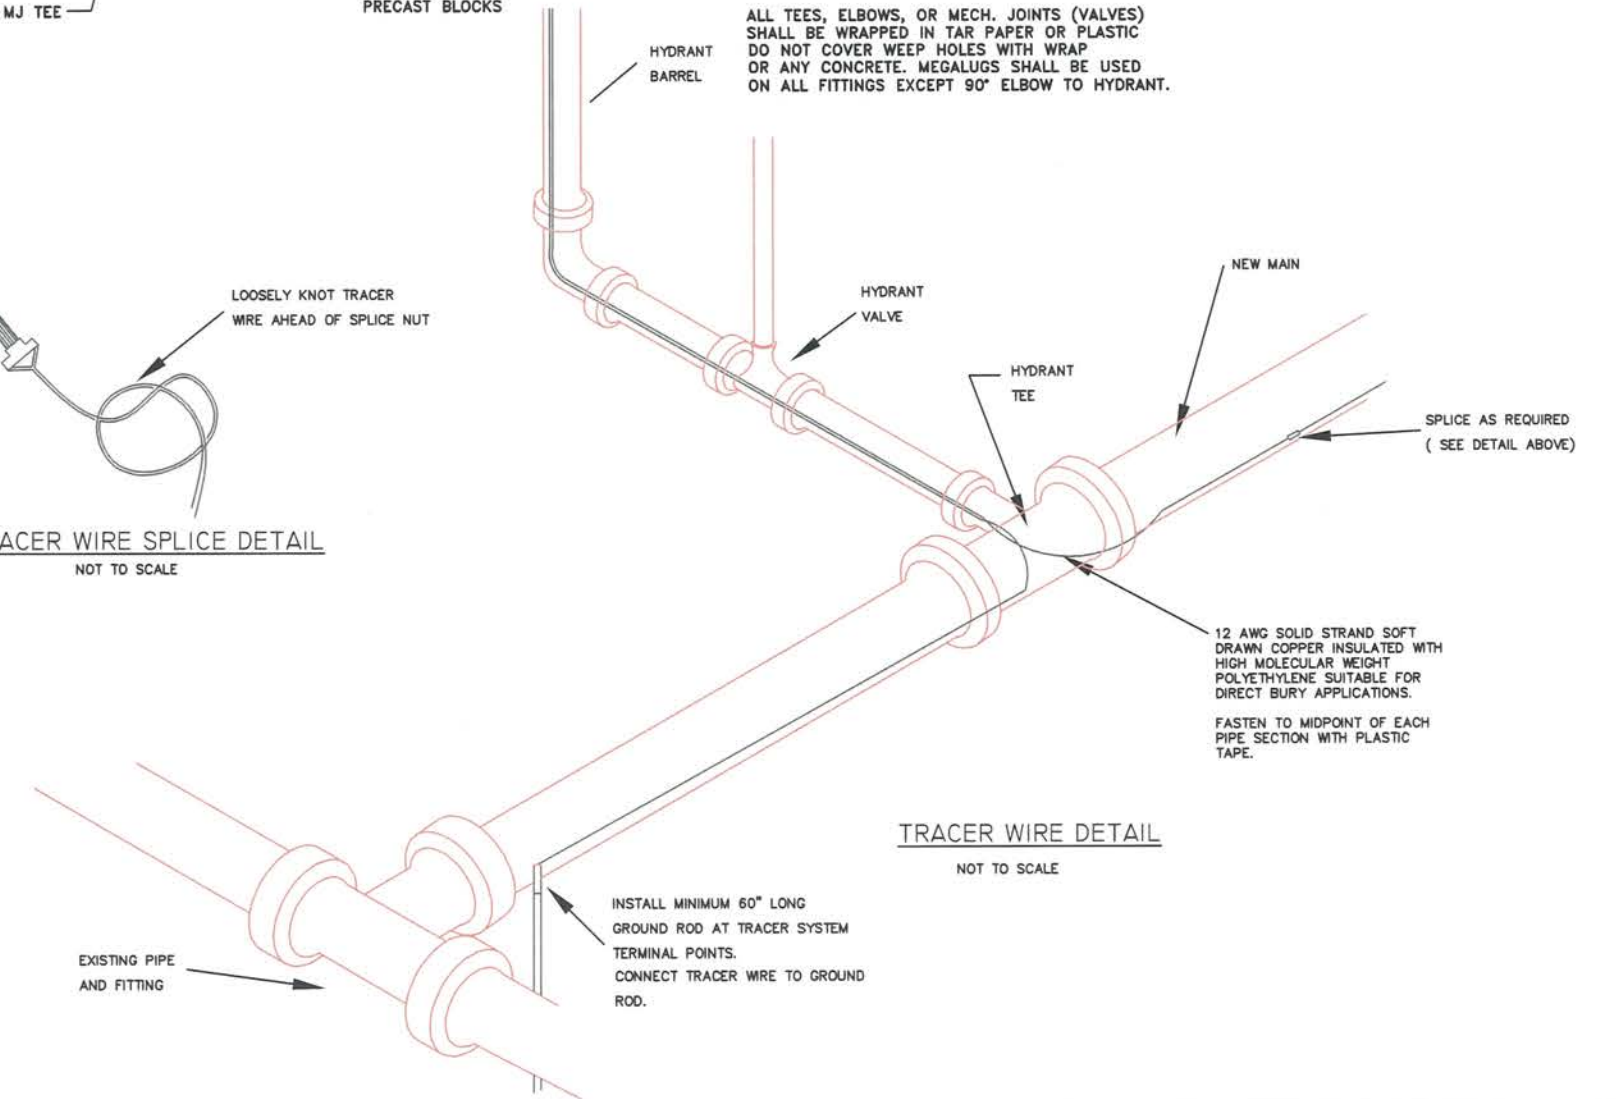 MJ TEE
PRECAST BLOCKS
ALL TEES, ELBOWS, OR MECH. JOINTS (VALVES)
SHALL BE WRAPPED IN TAR PAPER OR PLASTIC
DO NOT COVER WEEP HOLES WITH WRAP
OR ANY CONCRETE. MEGALUGS SHALL BE USED
ON ALL FITTINGS EXCEPT 90° ELBOW TO HYDRANT.
HYDRANT
BARREL
NEW MAIN
LOOSELY KNOT TRACER
WIRE AHEAD OF SPLICE NUT
HYDRANT
VALVE
HYDRANT
TEE
SPLICE AS REQUIRED
( SEE DETAIL ABOVE)
ACER WIRE SPLICE DETAIL
NOT TO SCALE
12 AWG SOLID STRAND SOFT
DRAWN COPPER INSULATED WITH
HIGH MOLECULAR WEIGHT
POLYETHYLENE SUITABLE FOR
DIRECT BURY APPLICATIONS.
FASTEN TO MIDPOINT OF EACH
PIPE SECTION WITH PLASTIC
TAPE.
TRACER WIRE DETAIL
NOT TO SCALE
INSTALL MINIMUM 60" LONG
GROUND ROD AT TRACER SYSTEM
TERMINAL POINTS.
CONNECT TRACER WIRE TO GROUND
ROD.
EXISTING PIPE
AND FITTING